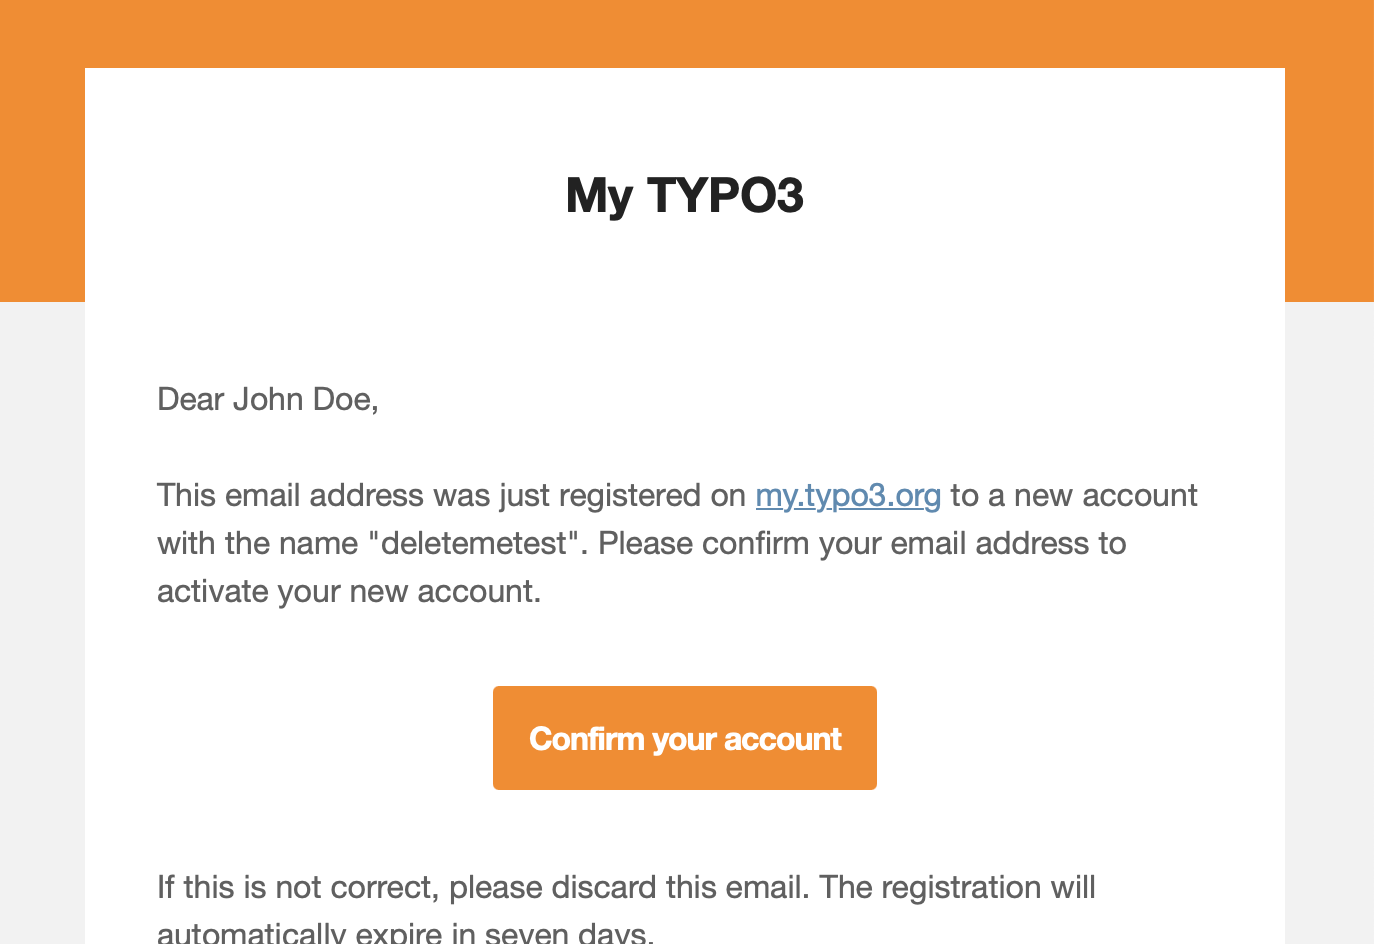 My TYPO3
Dear John Doe,
This email address was just registered on my.typo3.org to a new account
with the name "deletemetest". Please confirm your email address to
activate your new account.
Confirm your account
If this is not correct, please discard this email. The registration will
automatically expire in seven days.